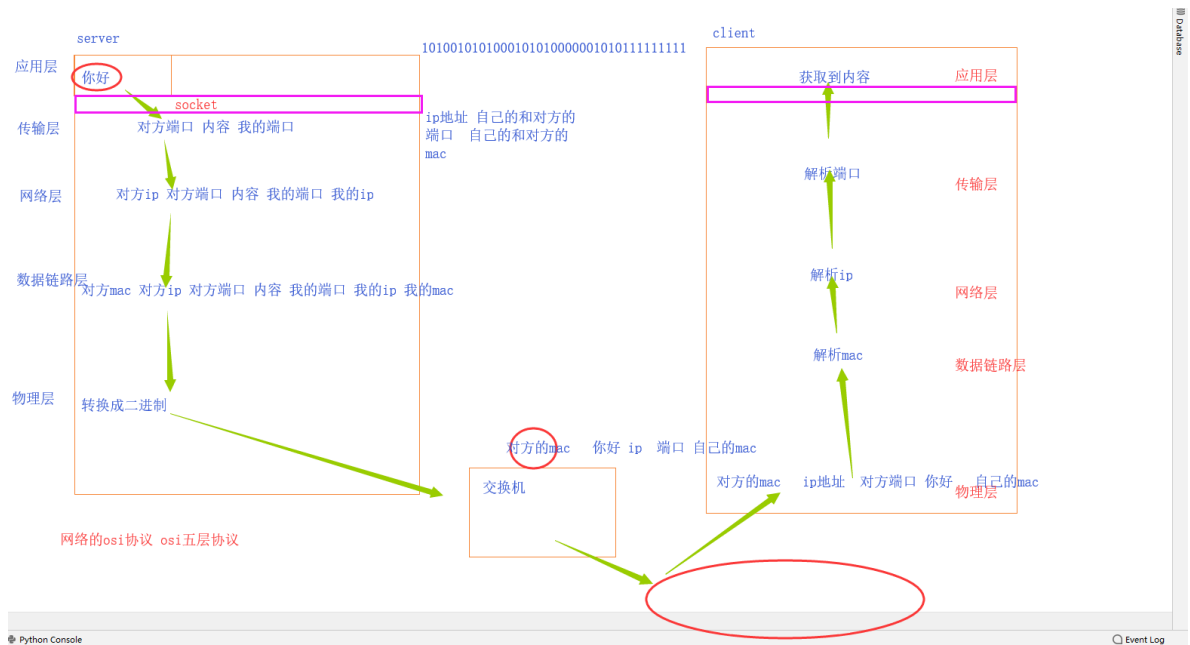 server
client
101001010100010101000000101011111111
Database
应用层
你好
获取到内容
应用层
socket
ip地址 自己的和对方的
端口 自己的和对方的
mac
传输层
对方端口 内容 我的端口
解析端口
传输层
网络层
对方ip 对方端口 内容 我的端口 我的ip
解析ip
网络层
数据链路层
对方mac 对方ip 对方端口 内容 我的端口 我的ip 我的mac
解析mac
数据链路层
物理层
转换成二进制
对方的mac 你好 ip 端口 自己的mac
交换机
对方的mac ip地址 对方端口 你好 自己的mac
物理层
网络的osi协议 osi五层协议
Python Console
Event Log